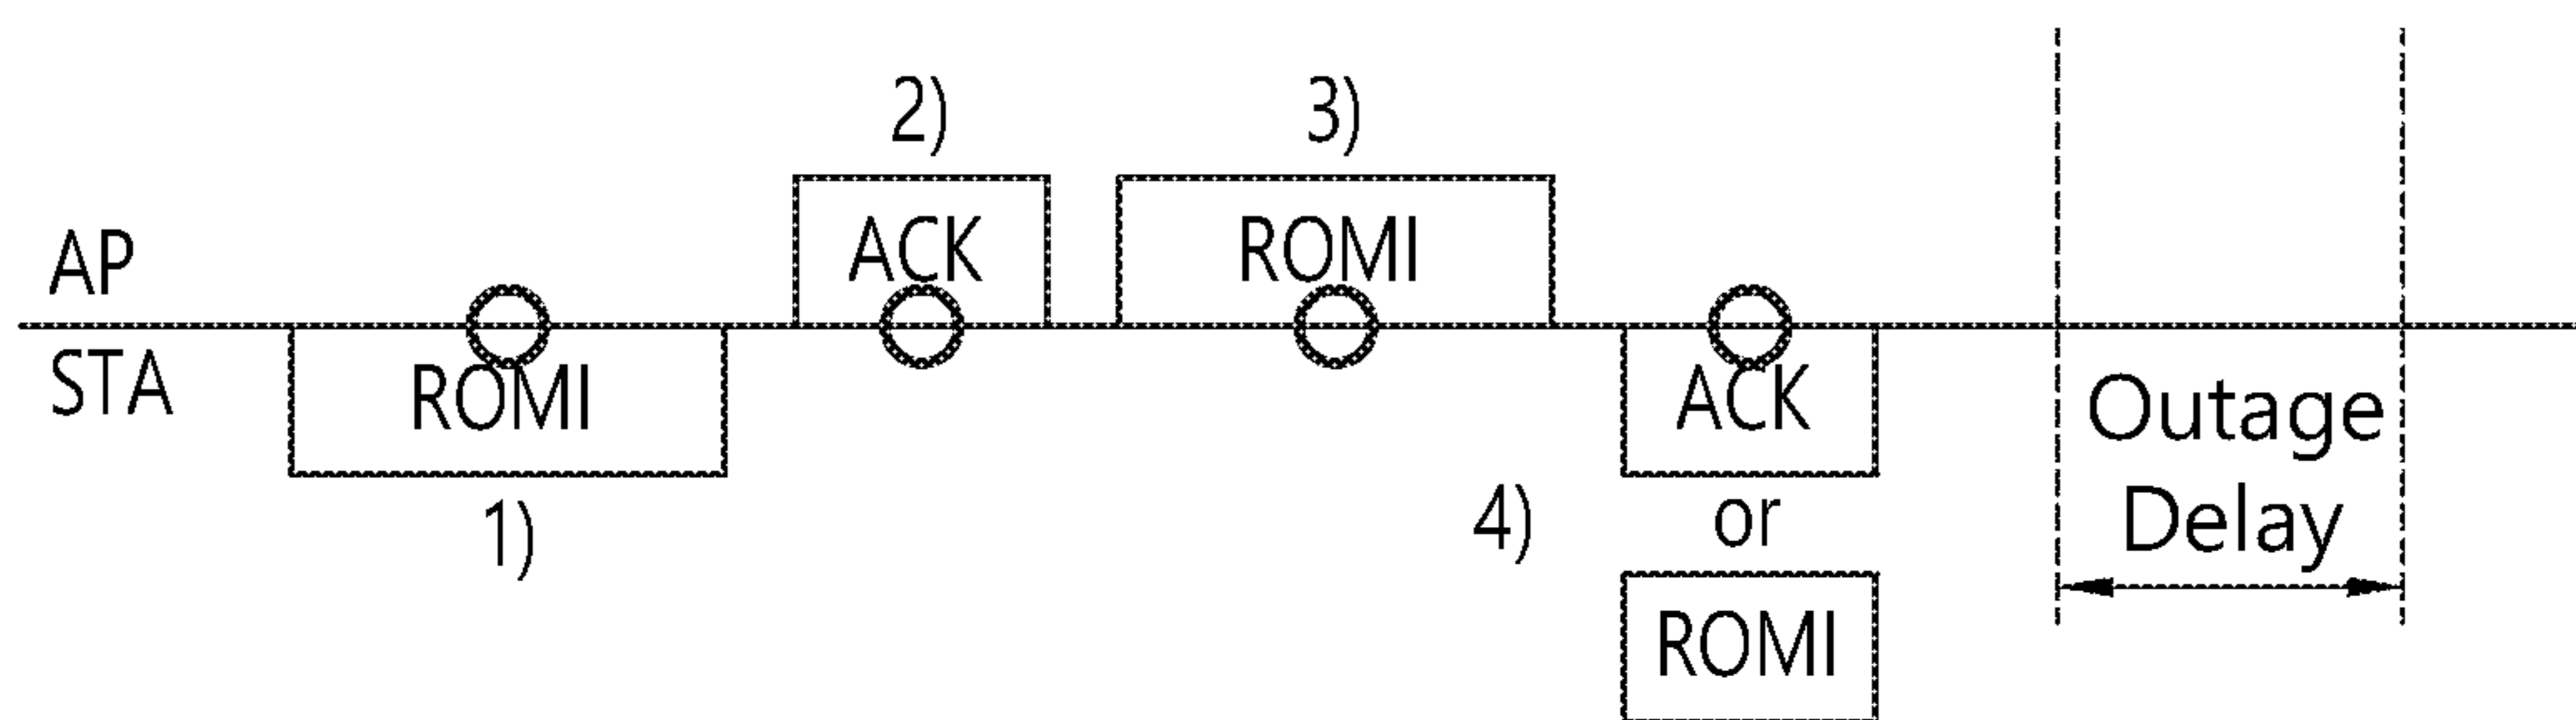 2)
3)
AP
ACK
ROMI
STA
ROMI
ACK
Outage
Delay
1)
4)
or
ROMI